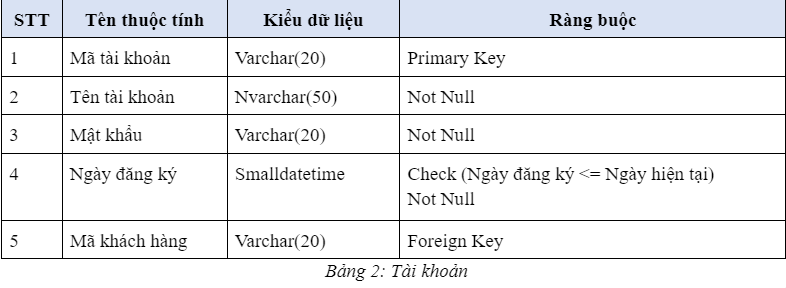 STT Tên thuộc tính Kiểu dữ liệu Ràng buộc
1 Mã tài khoản Varchar(20) Primary Key
2 Tên tài khoản Nvarchar(50) Not Null
3 Mật khẩu Varchar(20) Not Null
4 Ngày đăng ký Smalldatetime Check (Ngày đăng ký <= Ngày hiện tại)
Not Null
5 Mã khách hàng Varchar(20) Foreign Key
Bảng 2: Tài khoản